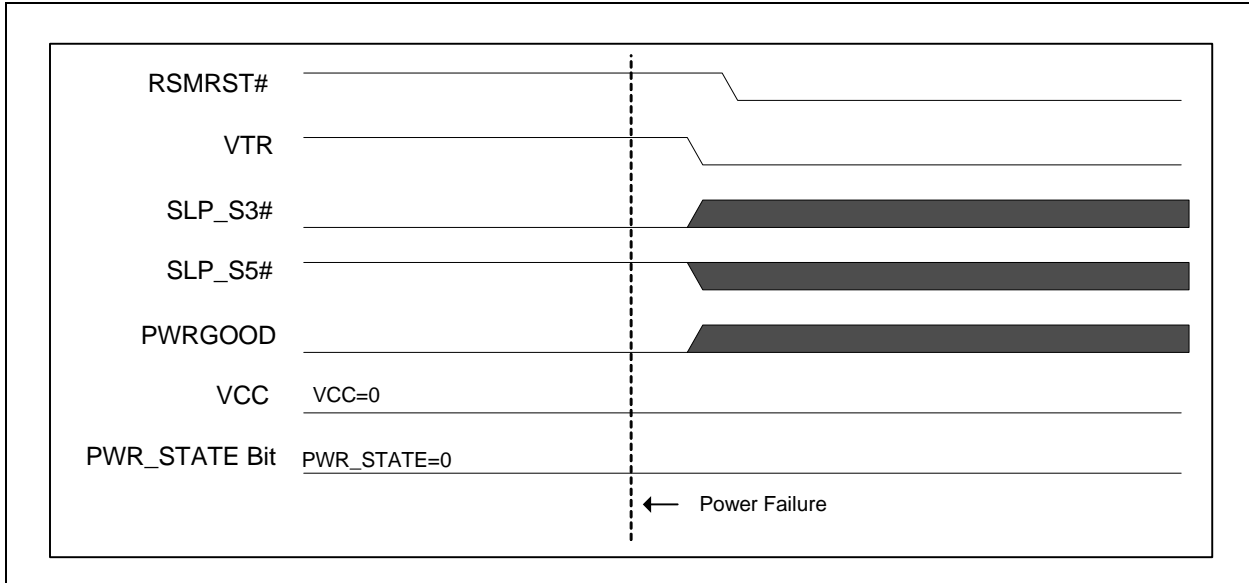 RSMRST#
VTR
SLP_S3#
SLP_S5#
PWRGOOD
VCC VCC=0
PWR_STATE Bit PWR_STATE=0
Power Failure